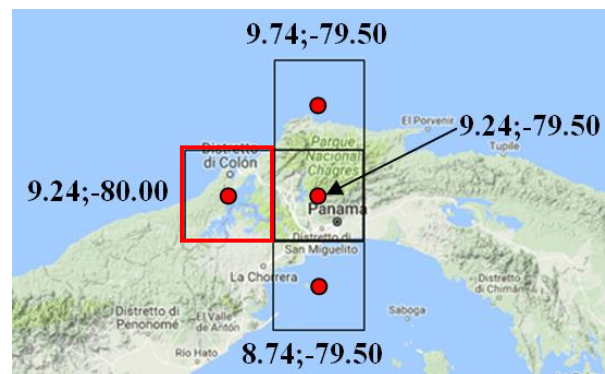 9.74;-79.50
El Porvenir
9.24;-79.50
Distretto
di Colón
Parque
Nacional
Chagres
Tupile
9.24;-80.00
Panamá
Distretto di
San Miguelito
La Chorrera
Distretto
di Chimán
Distretto di
Penonomé
El Valle
de Antón
Saboga
Río Hato
8.74;-79.50